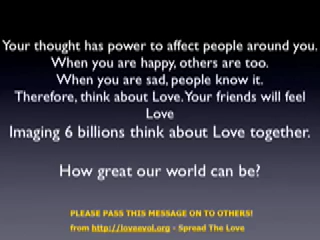 Your thought has power to affect people around you.
When you are happy, others are too.
When you are sad, people know it.
Therefore, think about Love. Your friends will feel
Love
Imaging 6 billions think about Love together.
How great our world can be?
PLEASE PASS THIS MESSAGE ON TO OTHERS!
from http://loveevol.org - Spread The Love